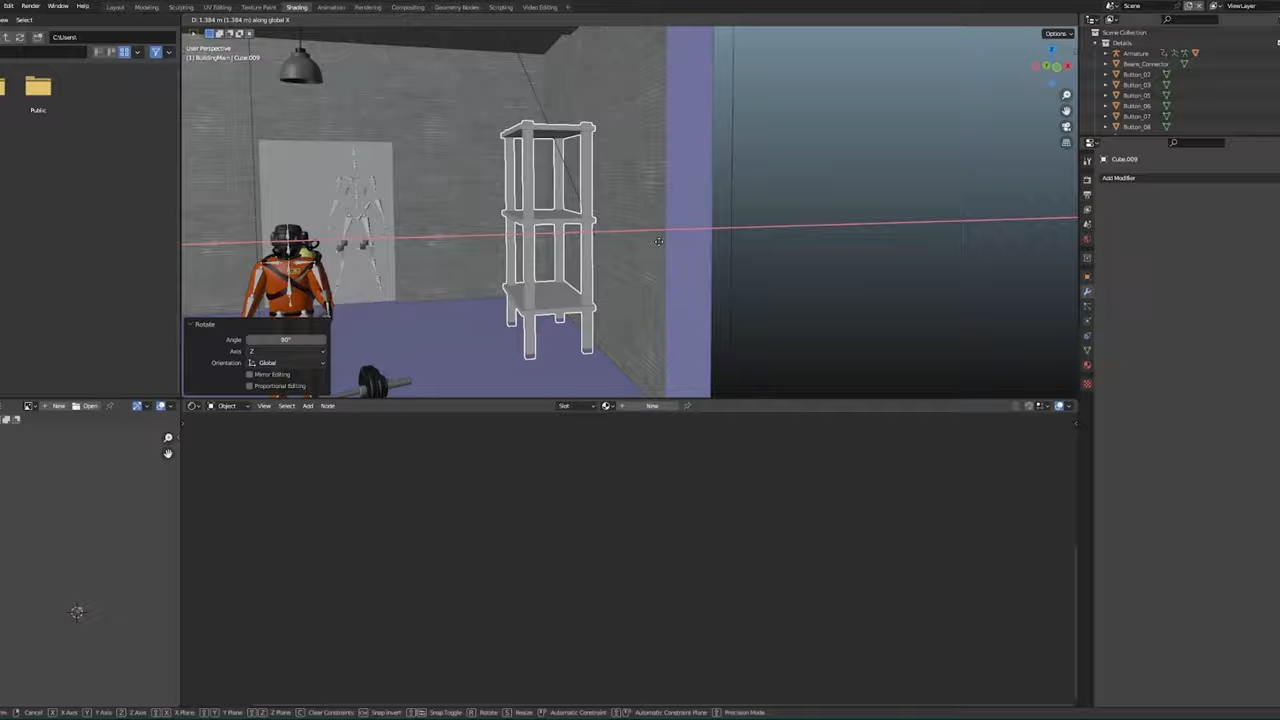 Edit Render Window Help
Layout Modeling Sculpting UV Editing Texture Paint Shading Animation Rendering Compositing Geometry Nodes Scripting Video Editing +
Scene
ViewLayer
View Select
D: 1.384 m (1.384 m) along global X
C:\Users\
Public
Options
User Perspective
(1) BuildingMain | Cube.009
Scene Collection
Details
Armature
Beams_Connector
Button_02
Button_03
Button_05
Button_06
Button_07
Button_08
Cube.009
Add Modifier
Rotate
Angle 90°
Axis Z
Orientation Global
Mirror Editing
Proportional Editing
New Open
Object View Select Add Node
Slot
New
Cancel X X Axis Y Y Axis Z Z Axis X X Plane Y Y Plane Z Z Plane C Clear Constraints Snap Invert Snap Toggle R Rotate S Resize Automatic Constraint Automatic Constraint Plane Precision Mode